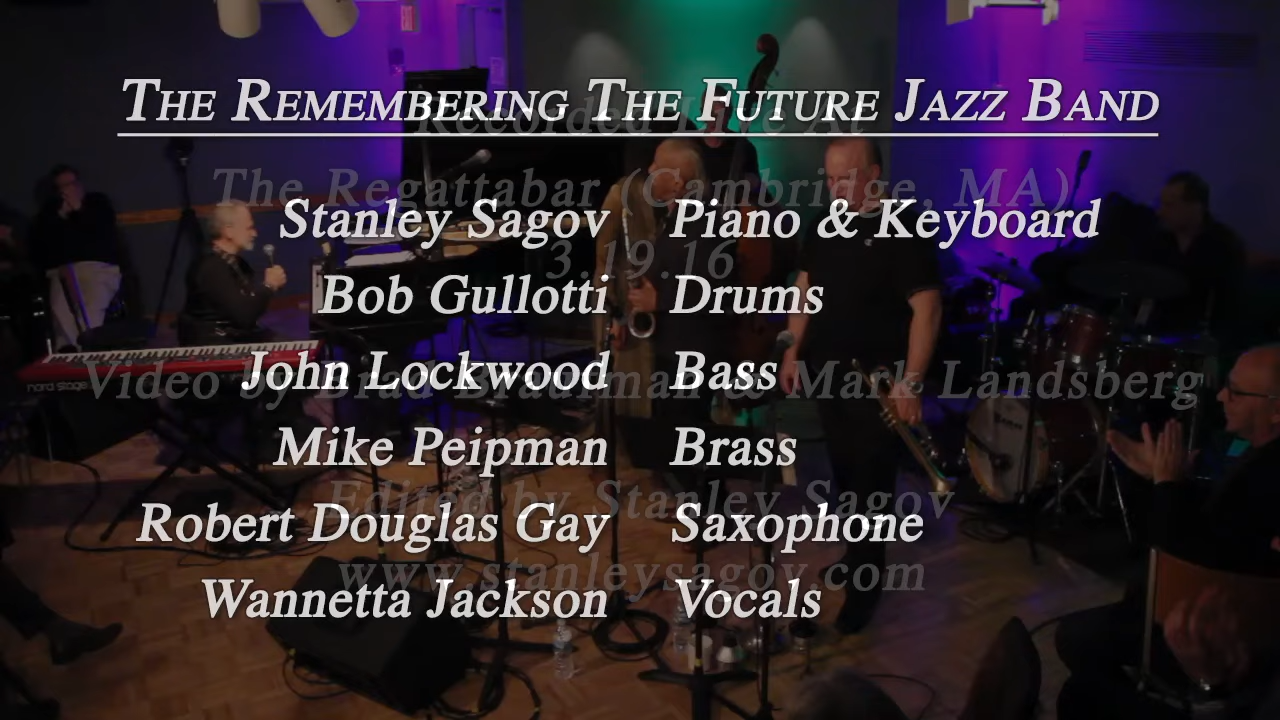 The Remembering The Future Jazz Band
Recorded Live At
The Regattabar (Cambridge, MA)
Stanley Sagov Piano & Keyboard
3.19.16
Bob Gullotti Drums
John Lockwood Bass
Video by Brad & Mark Landsberg
Mike Peipman Brass
Edited by Stanley Sagov
Robert Douglas Gay Saxophone
www.stanleysagov.com
Wannetta Jackson Vocals
nord stage